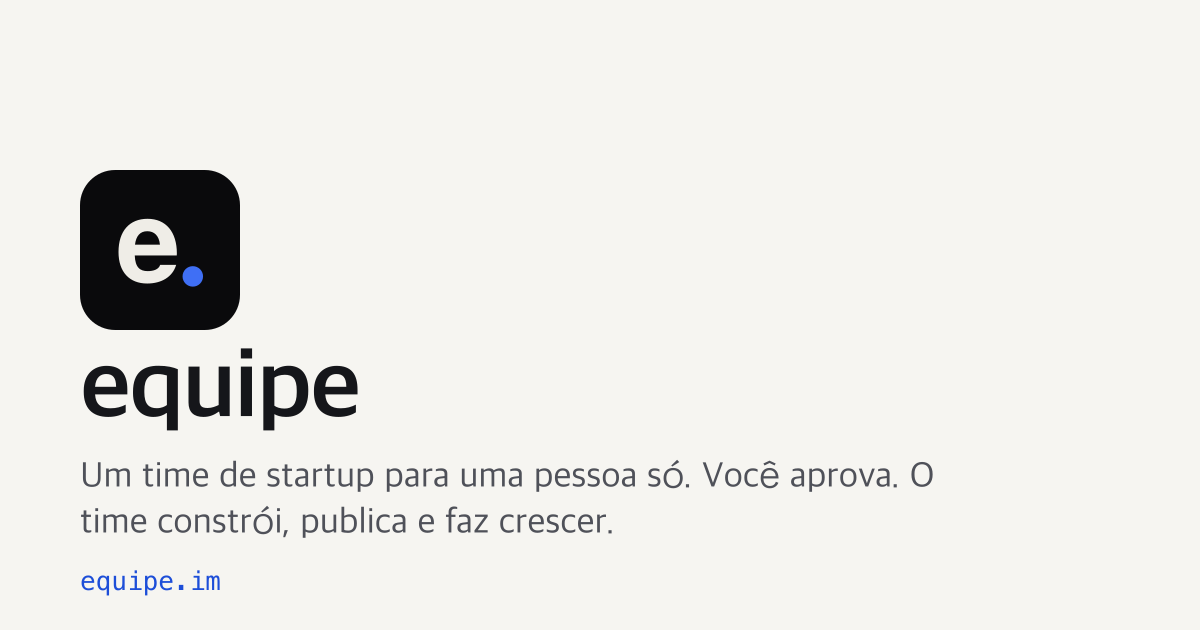 e.
equipe
Um time de startup para uma pessoa só. Você aprova. O
time constrói, publica e faz crescer.
equipe.im